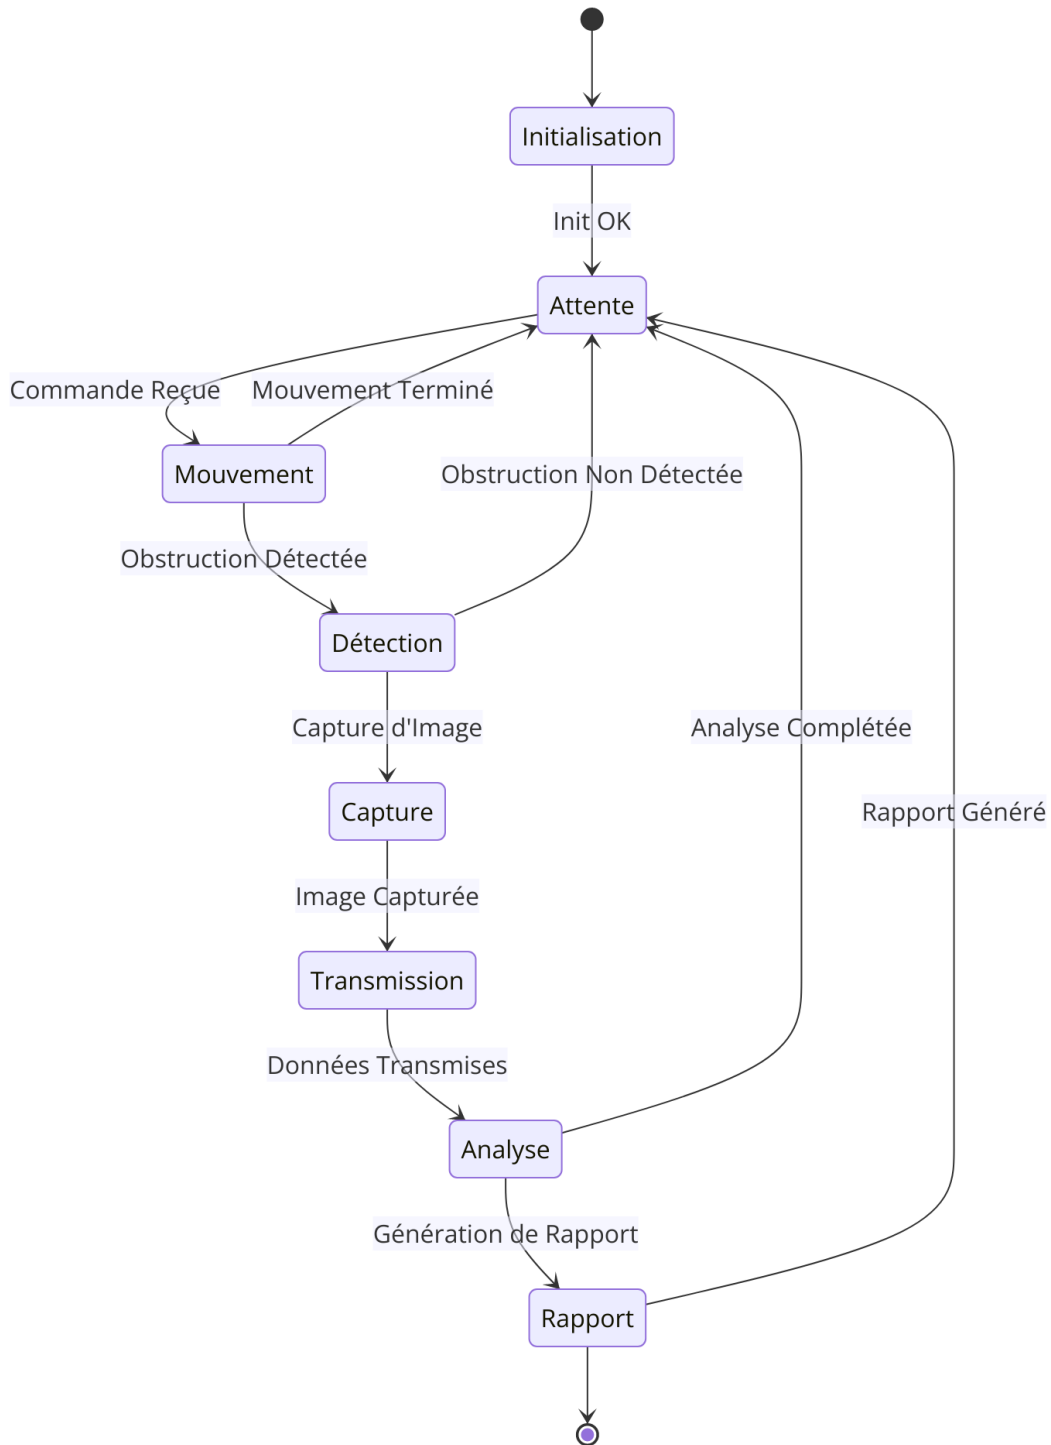 Initialisation
Init OK
Attente
Commande Reçue
Mouvement Terminé
Mouvement
Obstruction Non Détectée
Obstruction Détectée
Détection
Capture d'Image
Analyse Complétée
Capture
Rapport Généré
Image Capturée
Transmission
Données Transmises
Analyse
Génération de Rapport
Rapport